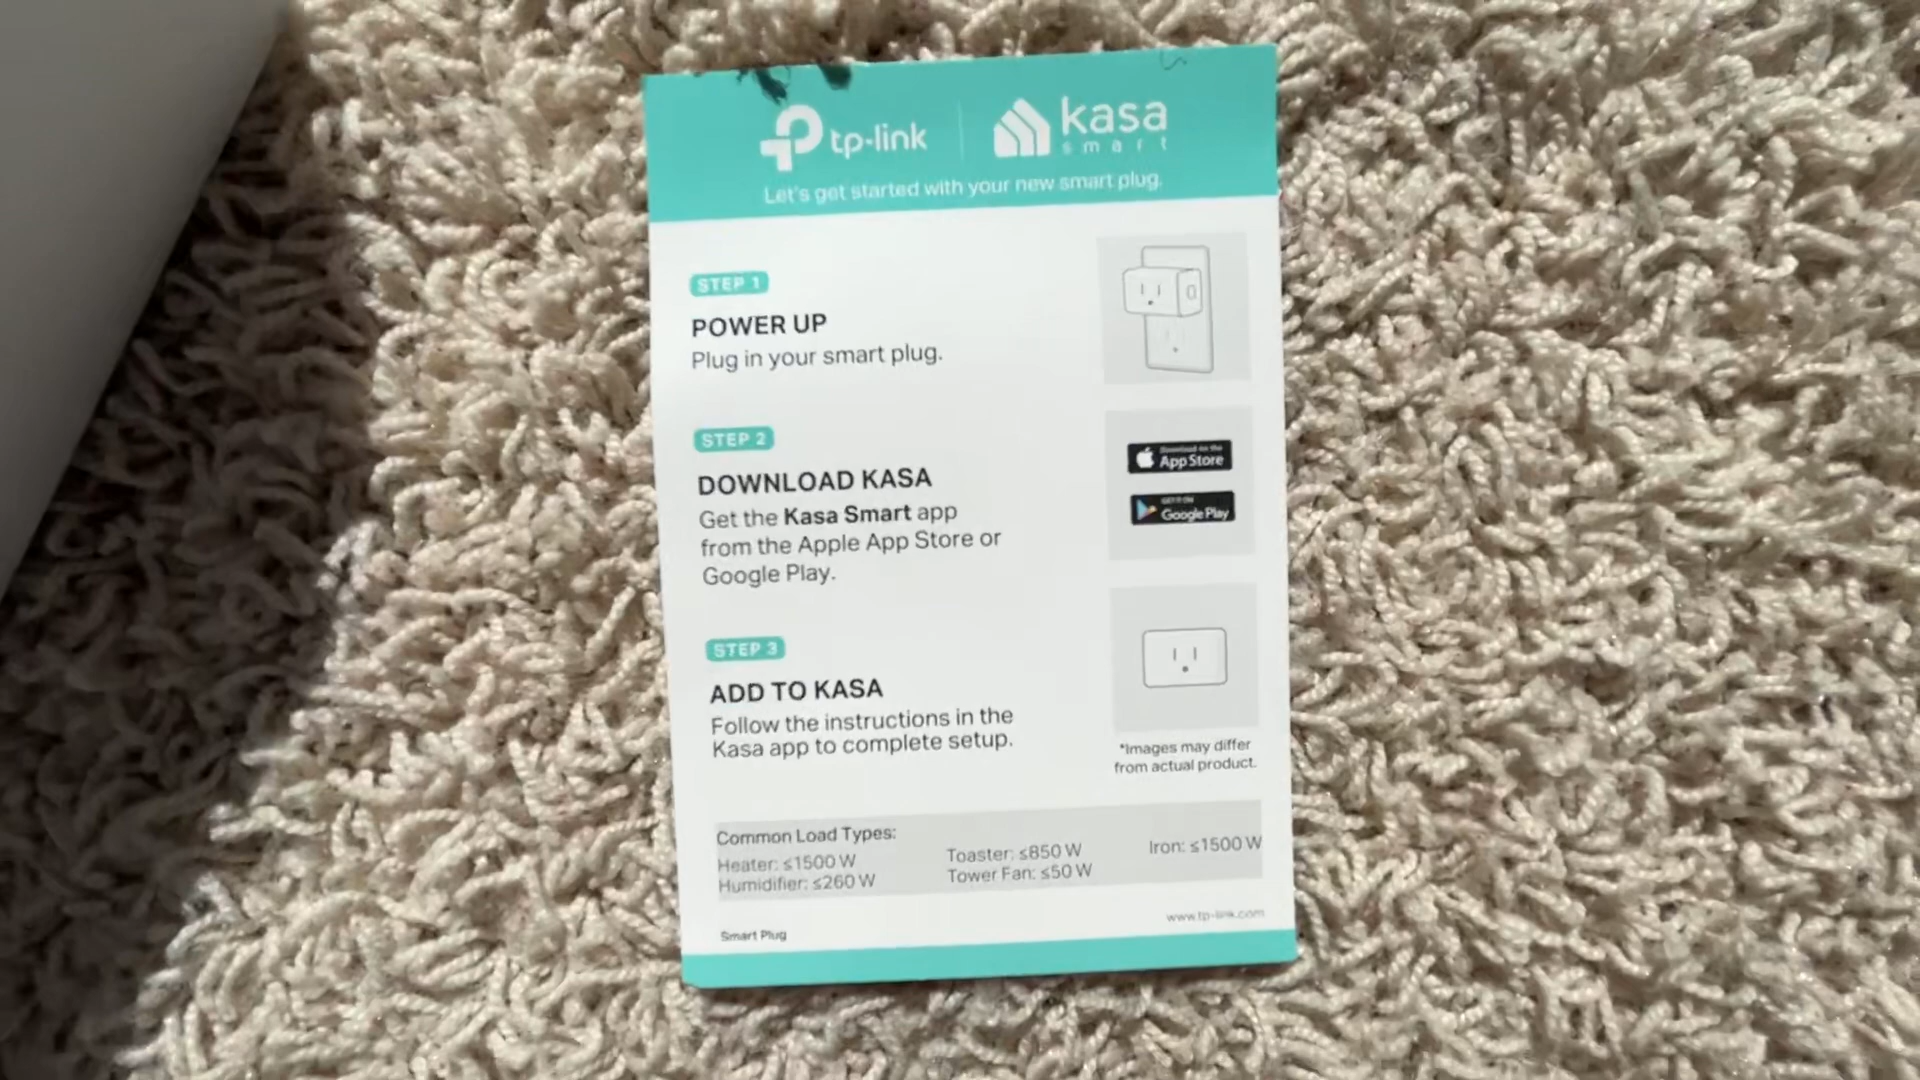 tp-link
kasa
smart
Let's get started with your new smart plug.
STEP 1
POWER UP
Plug in your smart plug.
STEP 2
DOWNLOAD KASA
Get the Kasa Smart app
from the Apple App Store or
Google Play.
Download on the
App Store
GET IT ON
Google Play
STEP 3
ADD TO KASA
Follow the instructions in the
Kasa app to complete setup.
*Images may differ
from actual product.
Common Load Types:
Heater: ≤1500 W
Toaster: ≤850 W
Iron: ≤1500 W
Humidifier: ≤260 W
Tower Fan: ≤50 W
Smart Plug
www.tp-link.com